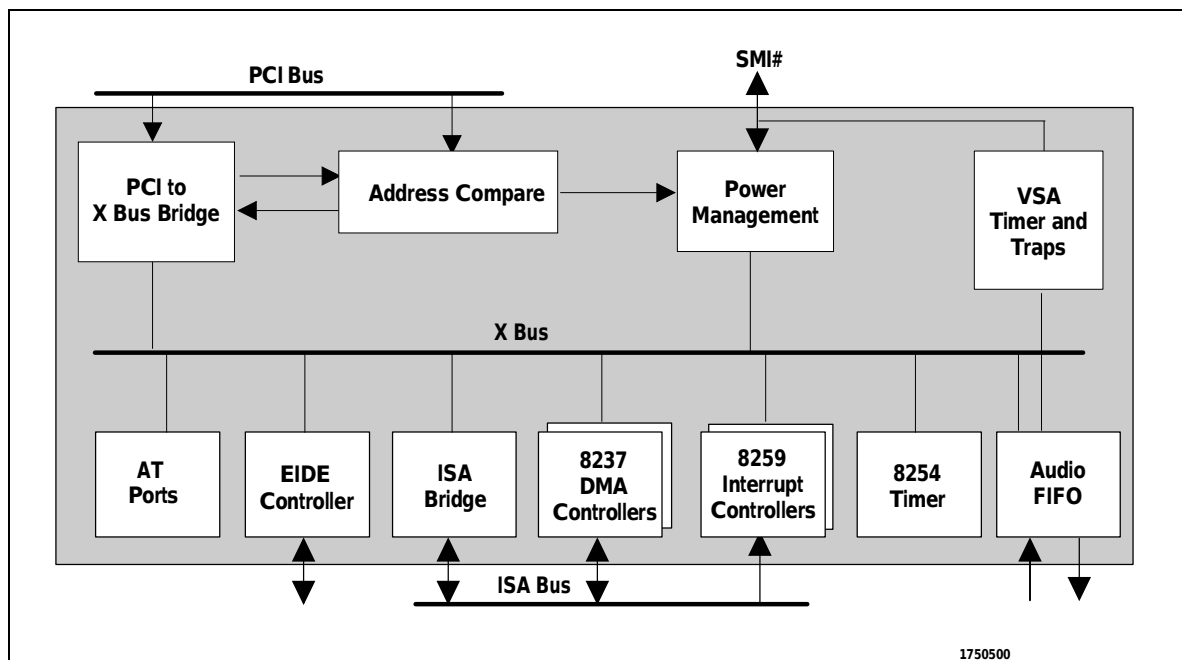 PCI Bus
SMI#
PCI to
X Bus Bridge
Address Compare
Power
Management
VSA
Timer and
Traps
X Bus
AT
Ports
EIDE
Controller
ISA
Bridge
8237
DMA
Controllers
8259
Interrupt
Controllers
8254
Timer
Audio
FIFO
ISA Bus
1750500